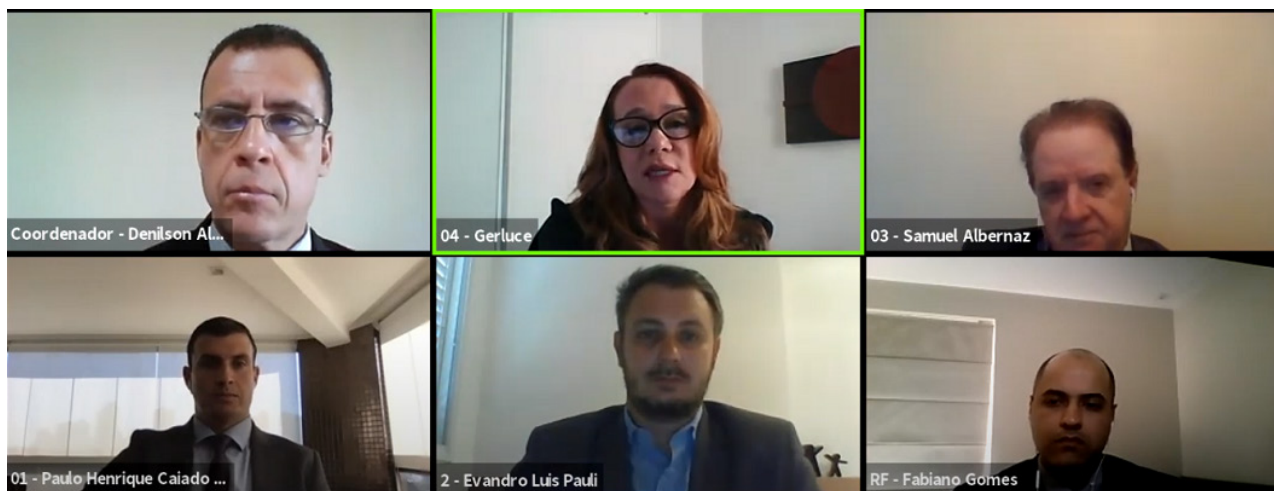 Coordenador - Denilson Al...
04 - Gerluce
03 - Samuel Albernaz
01 - Paulo Henrique Caiado ...
2 - Evandro Luis Pauli
RF - Fabiano Gomes